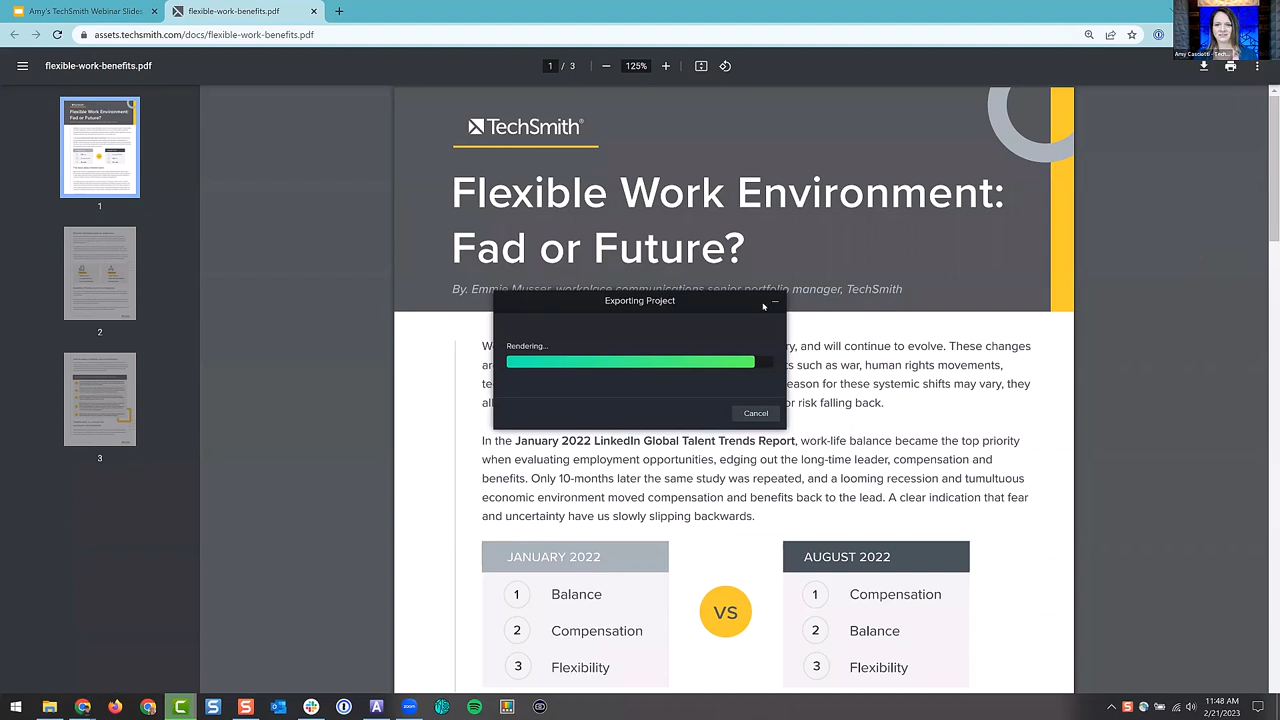 Amy's TechSmith Webinar Slides
flexible-work-benefits.pdf
assets.techsmith.com/docs/flexible-work-benefits.pdf
flexible-work-benefits.pdf
1 / 3
125%
1
2
3
TechSmith
Flexible Work Environment:
Fad or Future?
By. Emmie Musser, workplace communications senior portfolio manager, TechSmith
Exporting Project
Rendering...
Cancel
ry, and will continue to evolve. These changes
ts such as war, human rights movements,
eason for these systemic shifts may vary, they
or risk falling back.
In the January 2022 LinkedIn Global Talent Trends Report, work-life balance became the top priority
when evaluating employment opportunities, edging out the long-time leader, compensation and
benefits. Only 10-months later the same study was repeated, and a looming recession and tumultuous
economic environment moved compensation and benefits back to the lead. A clear indication that fear
and uncertainty have us slowly slipping backwards.
JANUARY 2022
1 Balance
2 Compensation
3 Flexibility
VS
AUGUST 2022
1 Compensation
2 Balance
3 Flexibility
zoom
11:48 AM
2/21/2023